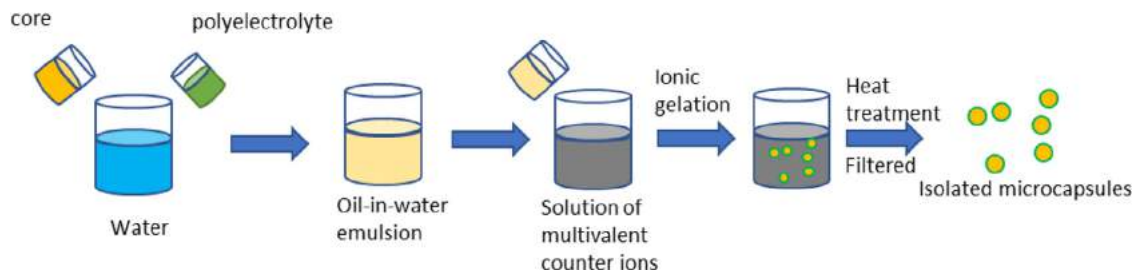 core
polyelectrolyte
Water
Oil-in-water
emulsion
Solution of
multivalent
counter ions
Ionic
gelation
Heat
treatment
Filtered
Isolated microcapsules